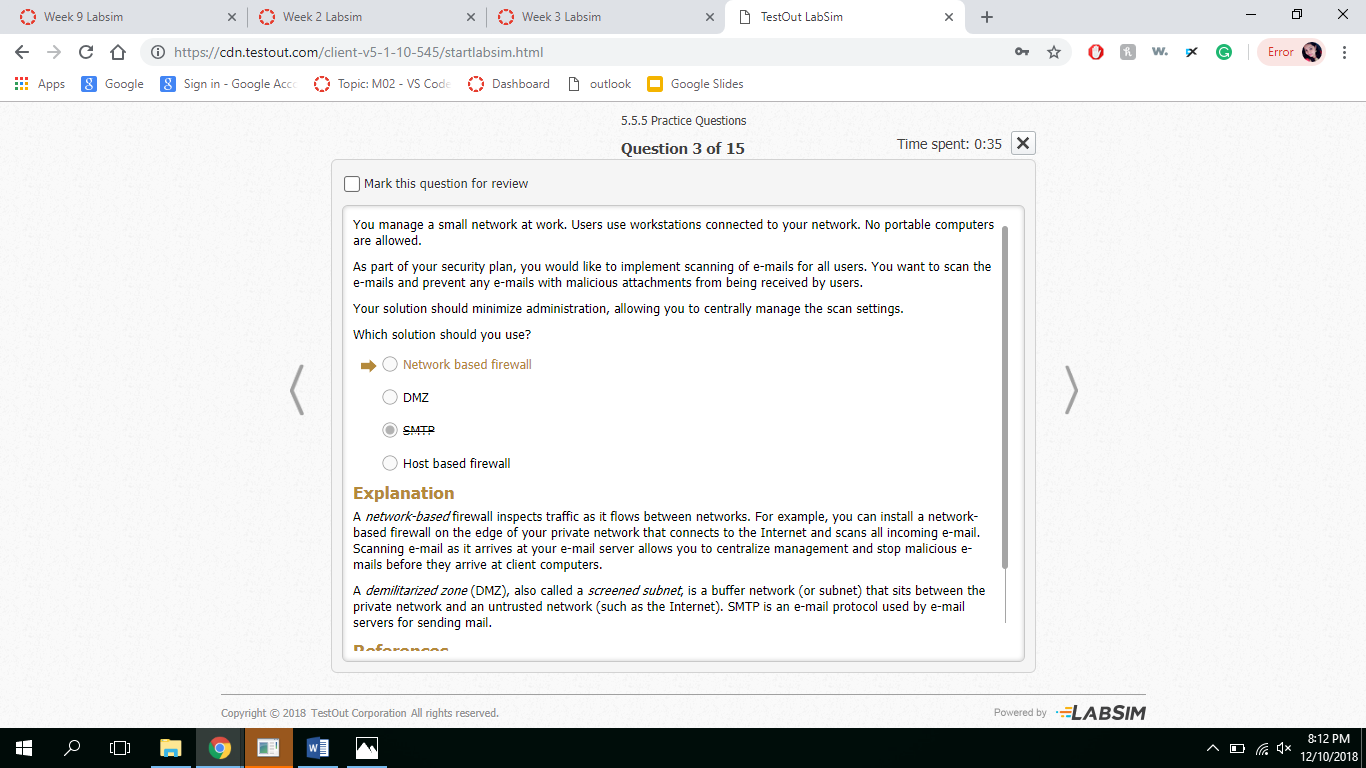 Week 9 Labsim
Week 2 Labsim
Week 3 Labsim
TestOut LabSim
https://cdn.testout.com/client-v5-1-10-545/startlabsim.html
Error
Apps
Google
Sign in - Google Acc
Topic: M02 - VS Code
Dashboard
outlook
Google Slides
5.5.5 Practice Questions
Question 3 of 15
Time spent: 0:35
Mark this question for review
You manage a small network at work. Users use workstations connected to your network. No portable computers
are allowed.
As part of your security plan, you would like to implement scanning of e-mails for all users. You want to scan the
e-mails and prevent any e-mails with malicious attachments from being received by users.
Your solution should minimize administration, allowing you to centrally manage the scan settings.
Which solution should you use?
Network based firewall
DMZ
SMTP
Host based firewall
Explanation
A network-based firewall inspects traffic as it flows between networks. For example, you can install a network-
based firewall on the edge of your private network that connects to the Internet and scans all incoming e-mail.
Scanning e-mail as it arrives at your e-mail server allows you to centralize management and stop malicious e-
mails before they arrive at client computers.
A demilitarized zone (DMZ), also called a screened subnet, is a buffer network (or subnet) that sits between the
private network and an untrusted network (such as the Internet). SMTP is an e-mail protocol used by e-mail
servers for sending mail.
References
Copyright © 2018 TestOut Corporation All rights reserved.
Powered by LABSIM
8:12 PM
12/10/2018